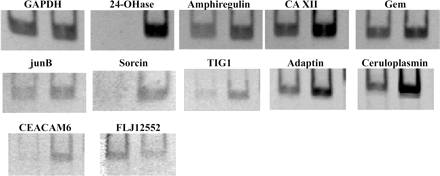 GAPDH 24-OHase Amphiregulin CA XII Gem
junB Sorcin TIG1 Adaptin Ceruloplasmin
CEACAM6 FLJ12552